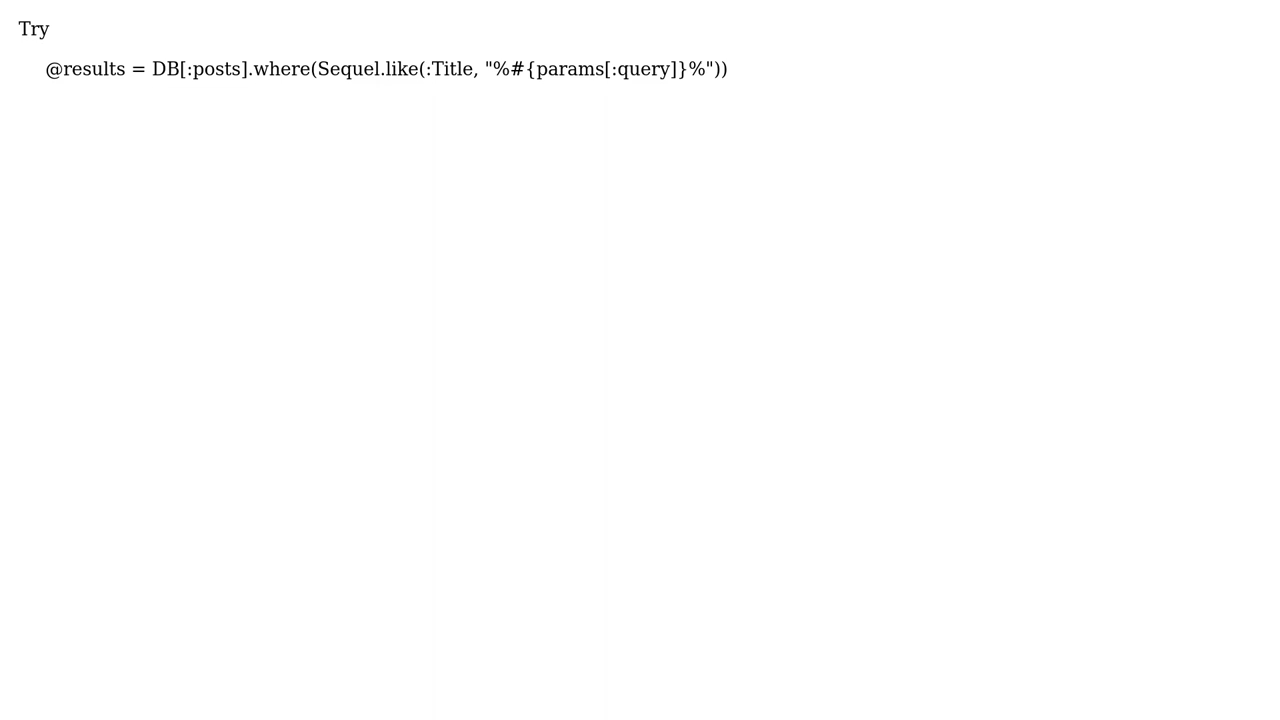 Try
@results = DB[:posts].where(Sequel.like(:Title, "%#{params[:query]}%"))